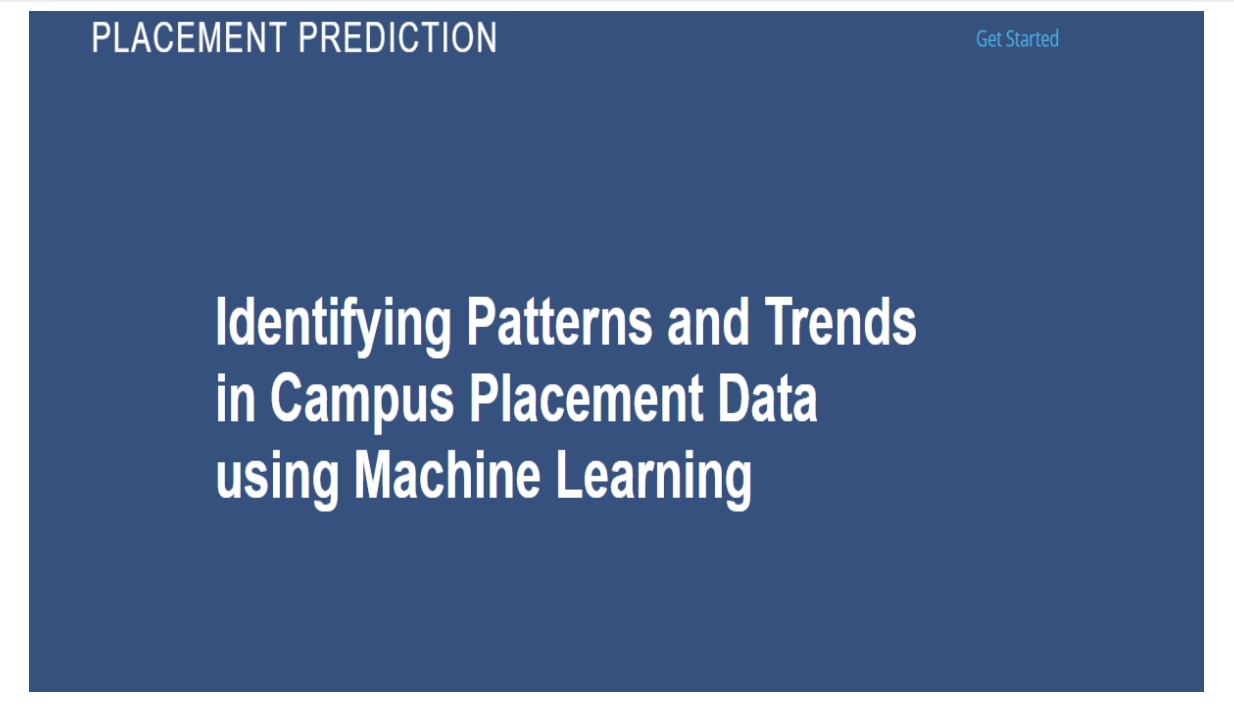 PLACEMENT PREDICTION
Get Started
Identifying Patterns and Trends
in Campus Placement Data
using Machine Learning